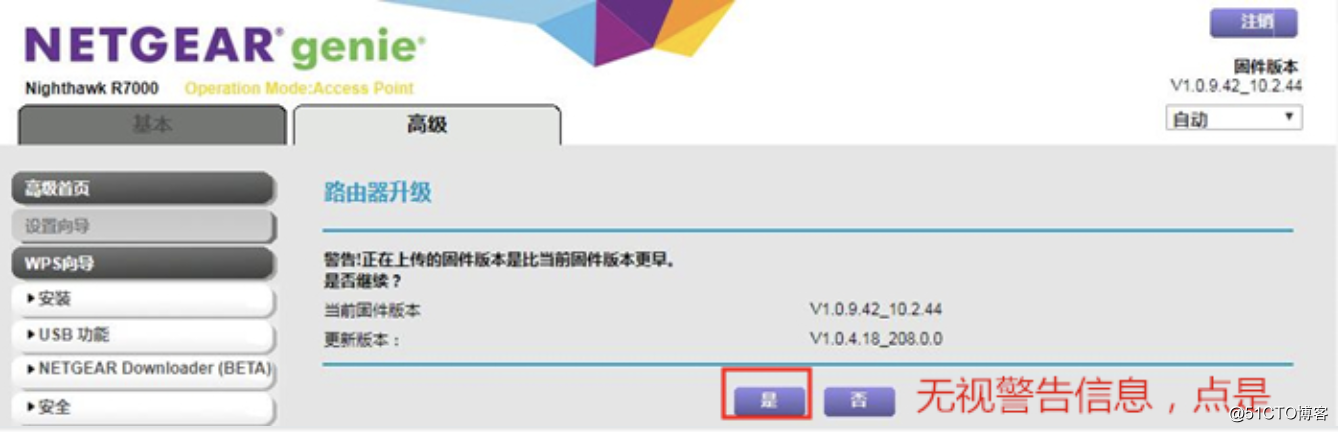 NETGEAR® genie®
注销
Nighthawk R7000 Operation Mode:Access Point
固件版本
V1.0.9.42_10.2.44
自动
基本
高级
高级首页
设置向导
WPS向导
安装
USB 功能
NETGEAR Downloader (BETA)
安全
路由器升级
警告!正在上传的固件版本是比当前固件版本更早。
是否继续？
当前固件版本 V1.0.9.42_10.2.44
更新版本： V1.0.4.18_208.0.0
是 否 无视警告信息，点是
@51CTO博客